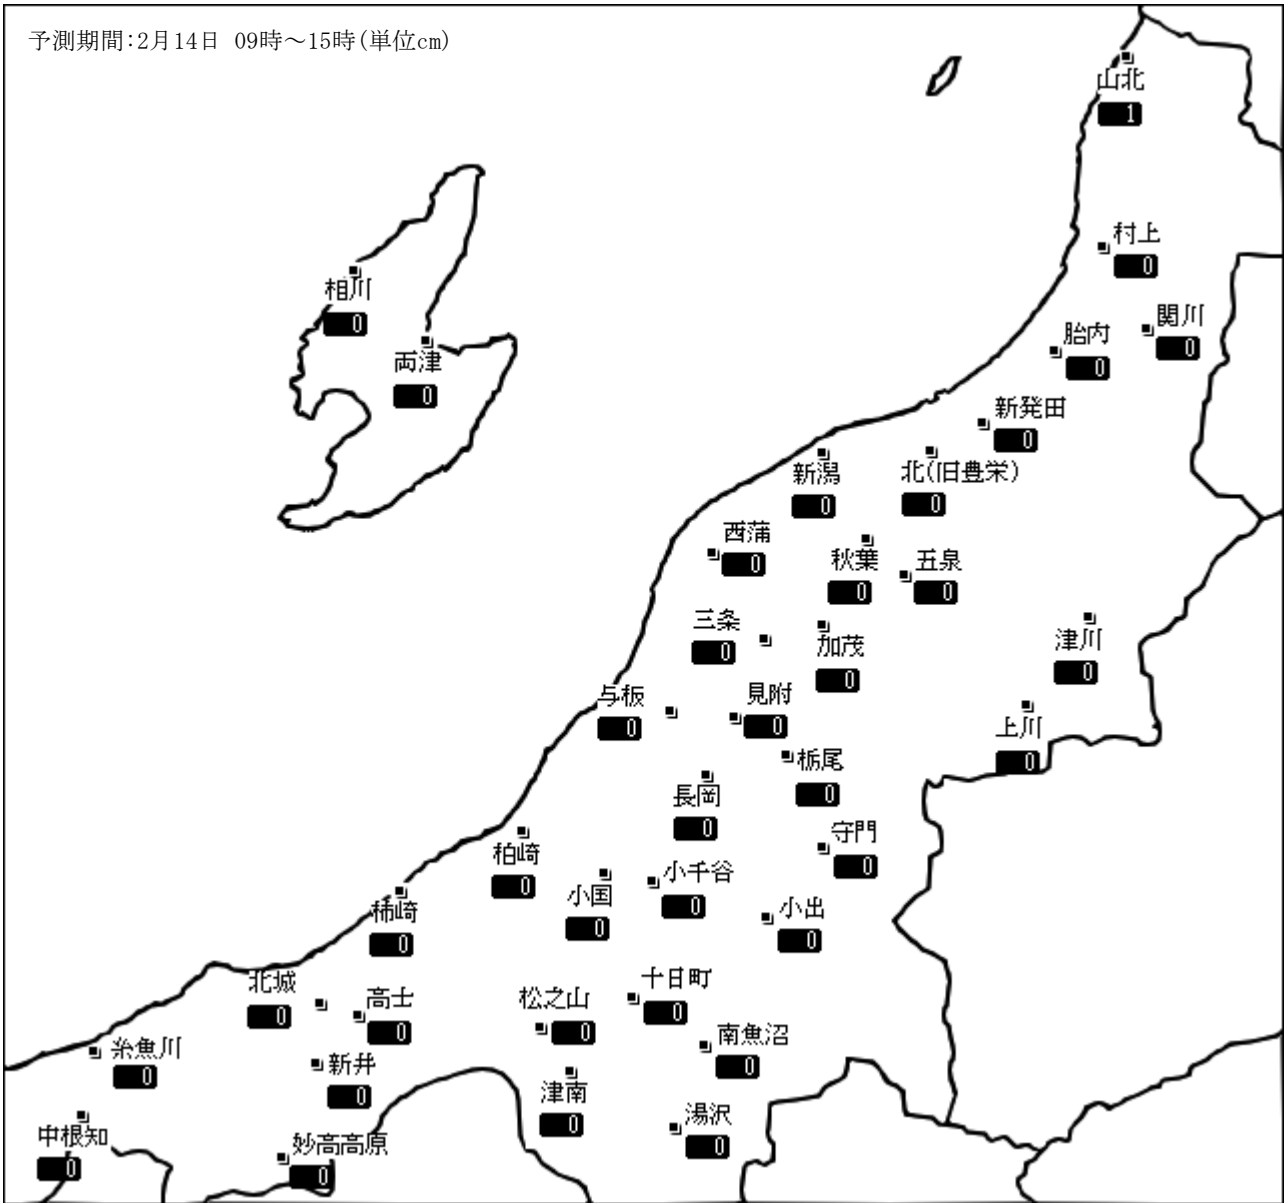 予測期間:2月14日 09時～15時(単位cm)
山北
1
村上
0
関川
0
胎内
0
相川
0
両津
0
新発田
0
新潟
0
北(旧豊栄)
0
西蒲
0
秋葉
0
五泉
0
三条
0
加茂
0
津川
0
与板
0
見附
0
上川
0
栃尾
0
長岡
0
守門
0
柏崎
0
小千谷
0
小国
0
小出
0
柿崎
0
北城
0
高士
0
松之山
0
十日町
0
南魚沼
0
糸魚川
0
新井
0
津南
0
湯沢
0
中根知
0
妙高高原
0